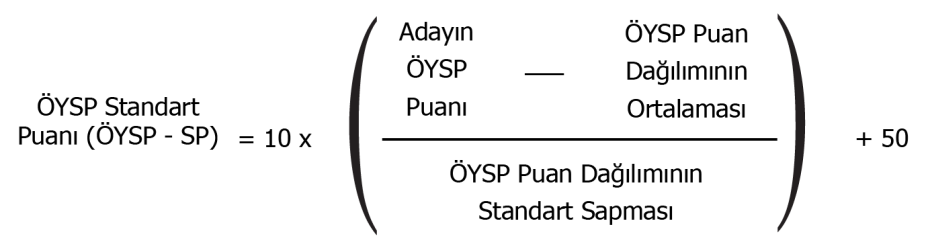 ÖYSP Standart
Puanı (ÖYSP - SP) = 10 x
Adayın
ÖYSP
Puanı
—
ÖYSP Puan
Dağılımının
Ortalaması
ÖYSP Puan Dağılımının
Standart Sapması
+ 50